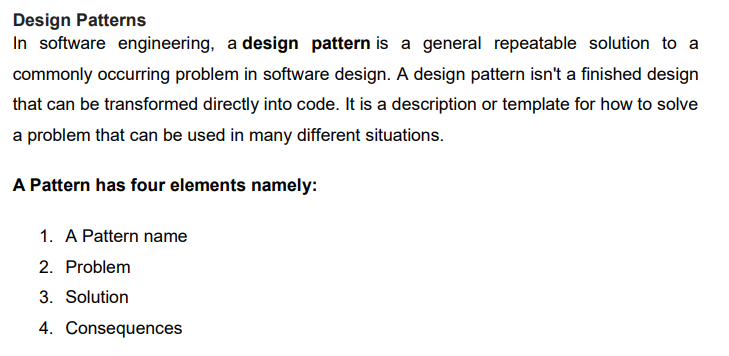 Design Patterns
In software engineering, a design pattern is a general repeatable solution to a
commonly occurring problem in software design. A design pattern isn't a finished design
that can be transformed directly into code. It is a description or template for how to solve
a problem that can be used in many different situations.
A Pattern has four elements namely:
1. A Pattern name
2. Problem
3. Solution
4. Consequences